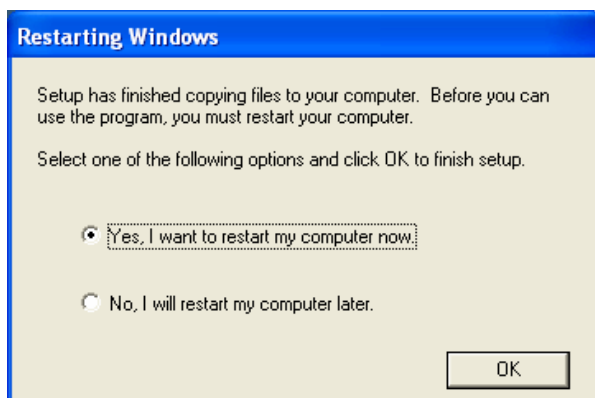 Restarting Windows
Setup has finished copying files to your computer.  Before you can
use the program, you must restart your computer.
Select one of the following options and click OK to finish setup.
Yes, I want to restart my computer now.
No, I will restart my computer later.
OK